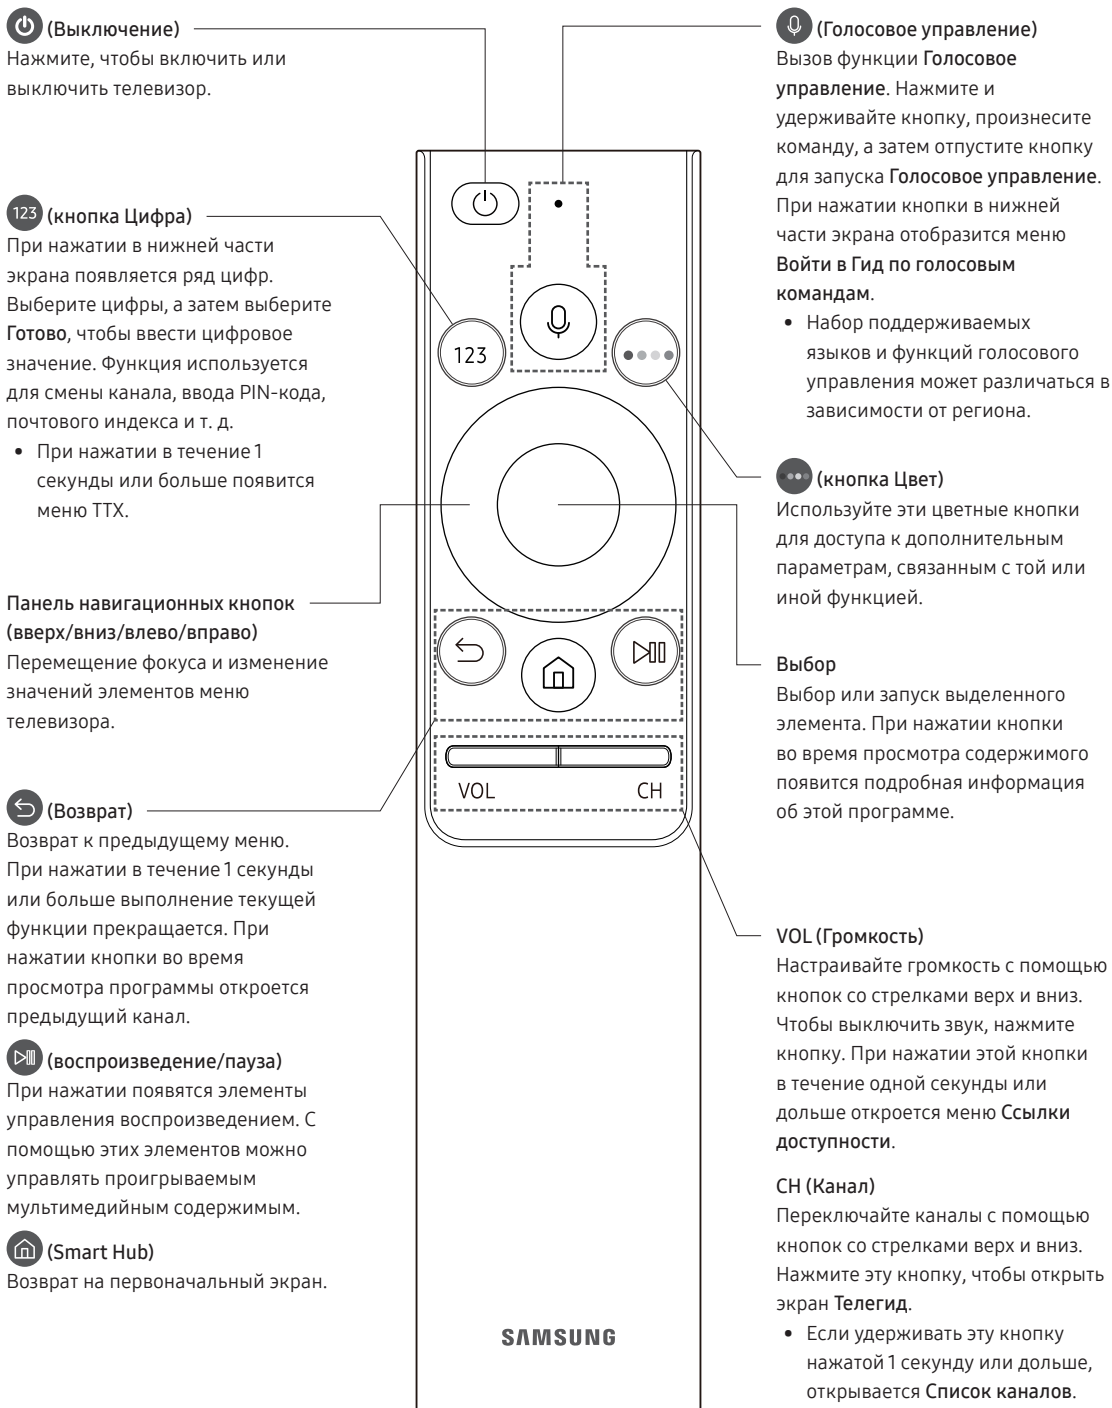 (Выключение)
Нажмите, чтобы включить или
выключить телевизор.
123 (кнопка Цифра)
При нажатии в нижней части
экрана появляется ряд цифр.
Выберите цифры, а затем выберите
Готово, чтобы ввести цифровое
значение. Функция используется
для смены канала, ввода PIN-кода,
почтового индекса и т. д.
• При нажатии в течение 1
секунды или больше появится
меню TTX.
Панель навигационных кнопок
(вверх/вниз/влево/вправо)
Перемещение фокуса и изменение
значений элементов меню
телевизора.
(Возврат)
Возврат к предыдущему меню.
При нажатии в течение 1 секунды
или больше выполнение текущей
функции прекращается. При
нажатии кнопки во время
просмотра программы откроется
предыдущий канал.
(воспроизведение/пауза)
При нажатии появятся элементы
управления воспроизведением. С
помощью этих элементов можно
управлять проигрываемым
мультимедийным содержимым.
(Smart Hub)
Возврат на первоначальный экран.
123
VOL
CH
SAMSUNG
(Голосовое управление)
Вызов функции Голосовое
управление. Нажмите и
удерживайте кнопку, произнесите
команду, а затем отпустите кнопку
для запуска Голосовое управление.
При нажатии кнопки в нижней
части экрана отобразится меню
Войти в Гид по голосовым
командам.
• Набор поддерживаемых
языков и функций голосового
управления может различаться в
зависимости от региона.
(кнопка Цвет)
Используйте эти цветные кнопки
для доступа к дополнительным
параметрам, связанным с той или
иной функцией.
Выбор
Выбор или запуск выделенного
элемента. При нажатии кнопки
во время просмотра содержимого
появится подробная информация
об этой программе.
VOL (Громкость)
Настраивайте громкость с помощью
кнопок со стрелками верх и вниз.
Чтобы выключить звук, нажмите
кнопку. При нажатии этой кнопки
в течение одной секунды или
дольше откроется меню Ссылки
доступности.
CH (Канал)
Переключайте каналы с помощью
кнопок со стрелками верх и вниз.
Нажмите эту кнопку, чтобы открыть
экран Телегид.
• Если удерживать эту кнопку
нажатой 1 секунду или дольше,
открывается Список каналов.